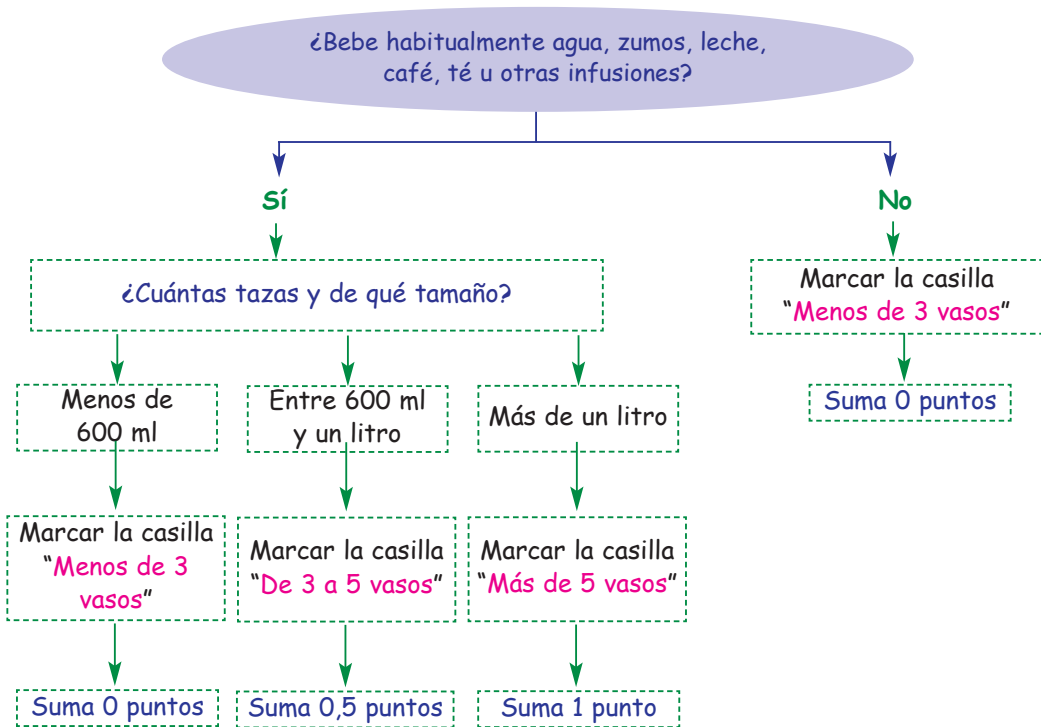 ¿Bebe habitualmente agua, zumos, leche,
café, té u otras infusiones?
Sí
No
¿Cuántas tazas y de qué tamaño?
Marcar la casilla
“Menos de 3 vasos”
Suma 0 puntos
Menos de
600 ml
Entre 600 ml
y un litro
Más de un litro
Marcar la casilla
“Menos de 3
vasos”
Marcar la casilla
“De 3 a 5 vasos”
Marcar la casilla
“Más de 5 vasos”
Suma 0 puntos
Suma 0,5 puntos
Suma 1 punto